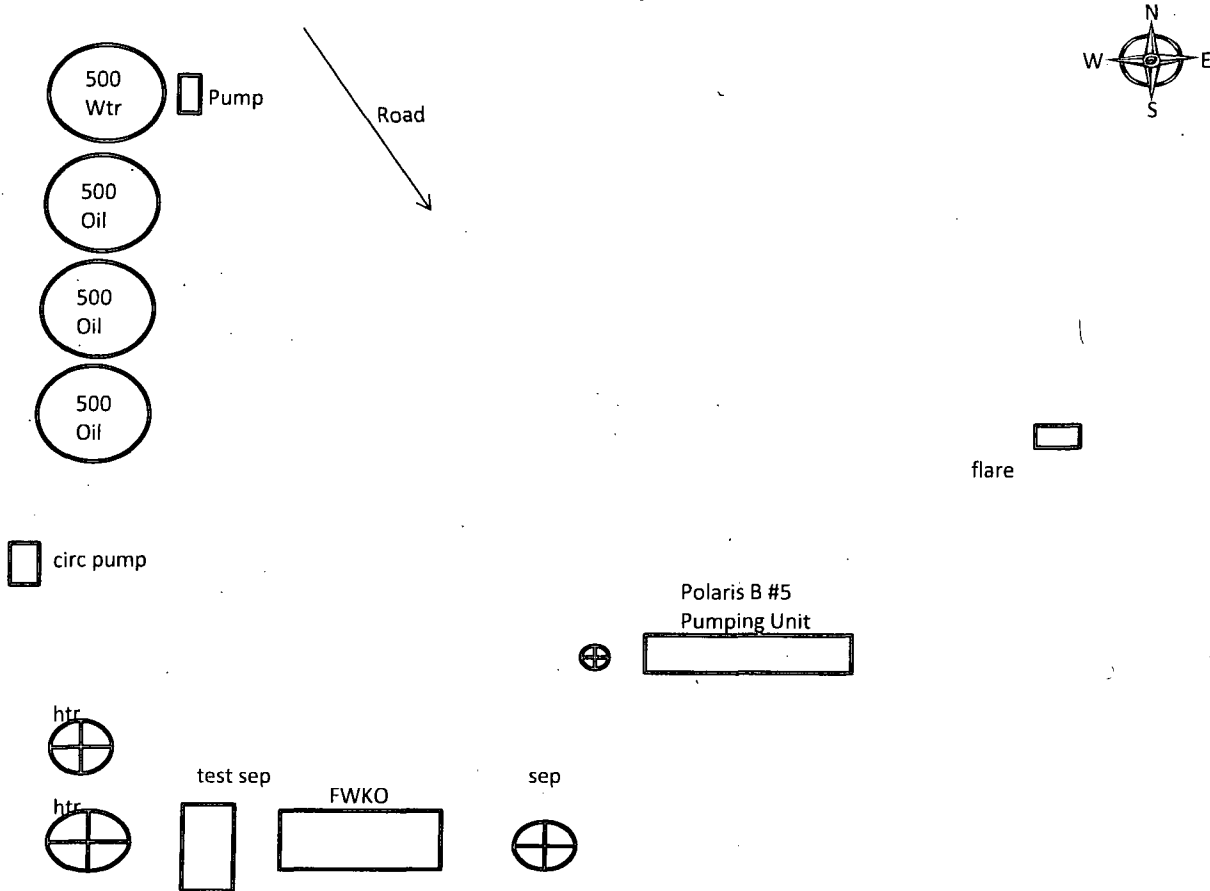 N
W
E
S
500
Wtr
Pump
Road
500
Oil
500
Oil
500
Oil
flare
circ pump
Polaris B #5
Pumping Unit
htr
test sep
sep
FWKO
htr